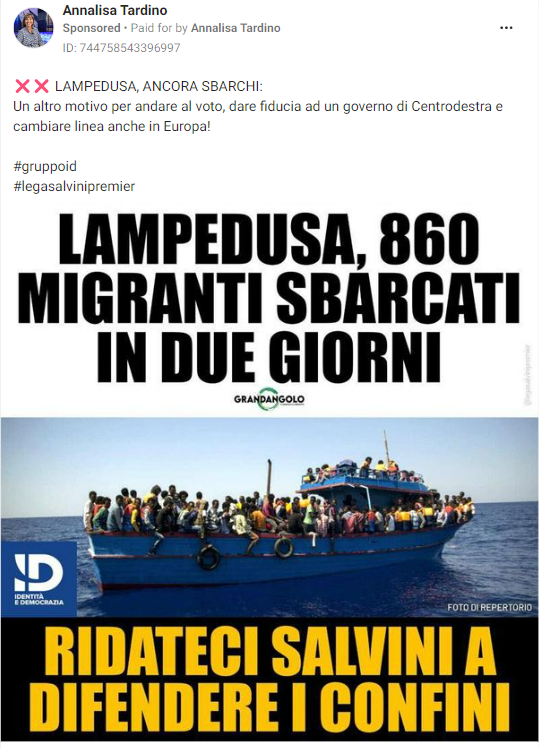 Annalisa Tardino
Sponsored • Paid for by Annalisa Tardino
ID: 744758543396997
❌❌ LAMPEDUSA, ANCORA SBARCHI:
Un altro motivo per andare al voto, dare fiducia ad un governo di Centrodestra e
cambiare linea anche in Europa!
#gruppoid
#legasalvinipremier
LAMPEDUSA, 860
MIGRANTI SBARCATI
IN DUE GIORNI
@legasalvinipremier
GRANDANGOLO
ID
IDENTITÀ
E DEMOCRAZIA
FOTO DI REPERTORIO
RIDATECI SALVINI A
DIFENDERE I CONFINI